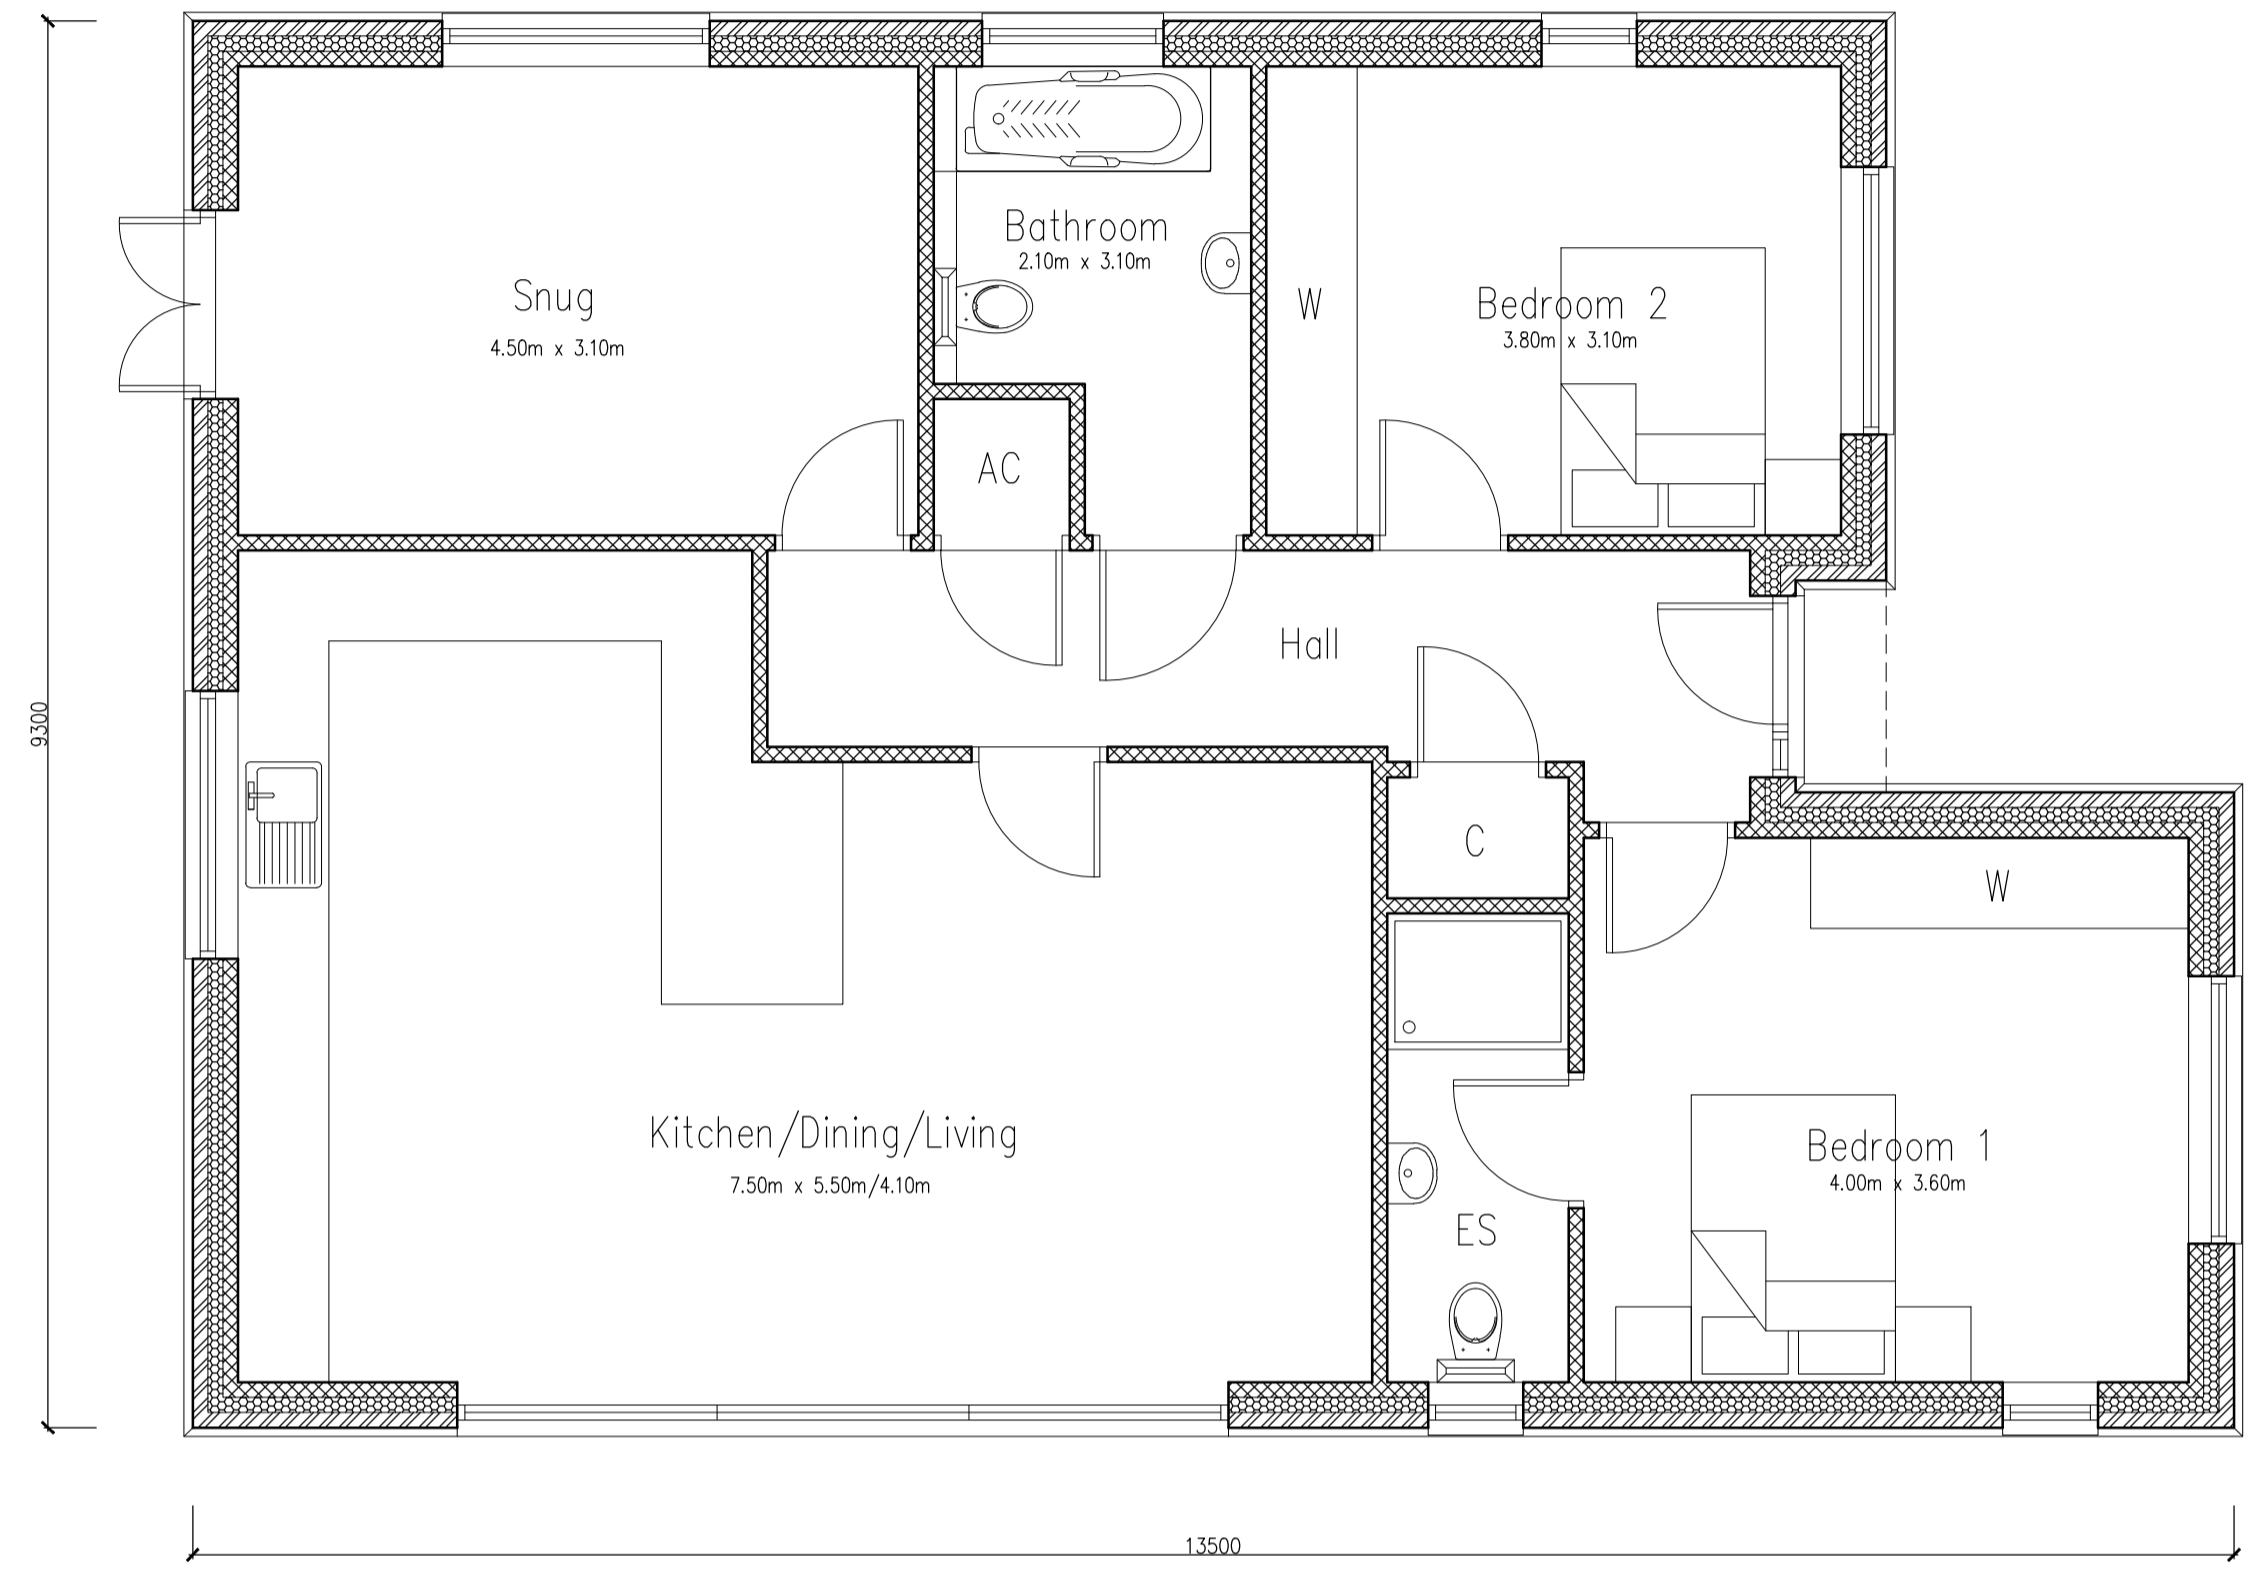 Bathroom
2.10m x 3.10m
Snug
4.50m x 3.10m
W
Bedroom 2
3.80m x 3.10m
AC
Hall
9300
C
W
Kitchen/Dining/Living
7.50m x 5.50m/4.10m
Bedroom 1
4.00m x 3.60m
ES
13500